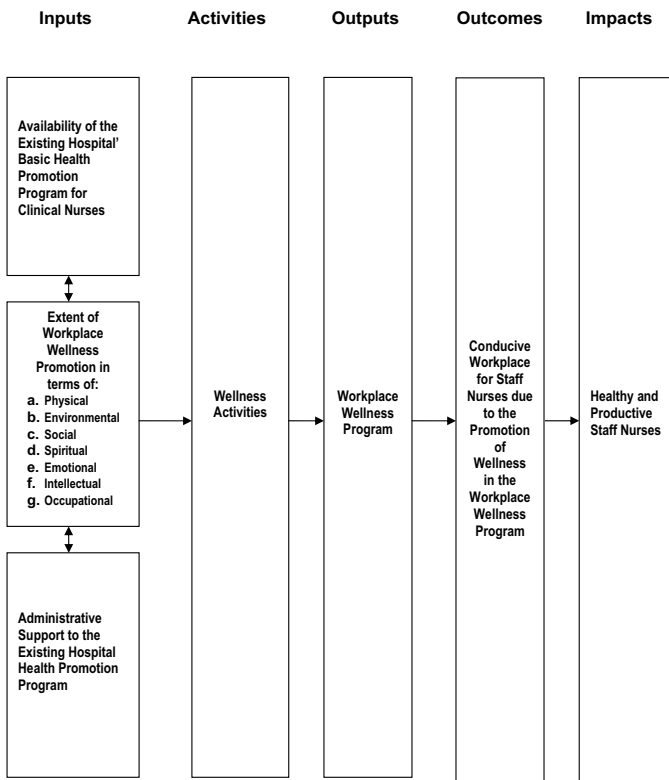 Inputs Activities Outputs Outcomes Impacts
Availability of the
Existing Hospital'
Basic Health
Promotion
Program for
Clinical Nurses
Extent of
Workplace
Wellness
Promotion in
terms of:
a. Physical
b. Environmental
c. Social
d. Spiritual
e. Emotional
f. Intellectual
g. Occupational
Administrative
Support to the
Existing Hospital
Health Promotion
Program
Wellness
Activities
Workplace
Wellness
Program
Conducive
Workplace
for Staff
Nurses due
to the
Promotion
of
Wellness
in the
Workplace
Wellness
Program
Healthy and
Productive
Staff Nurses